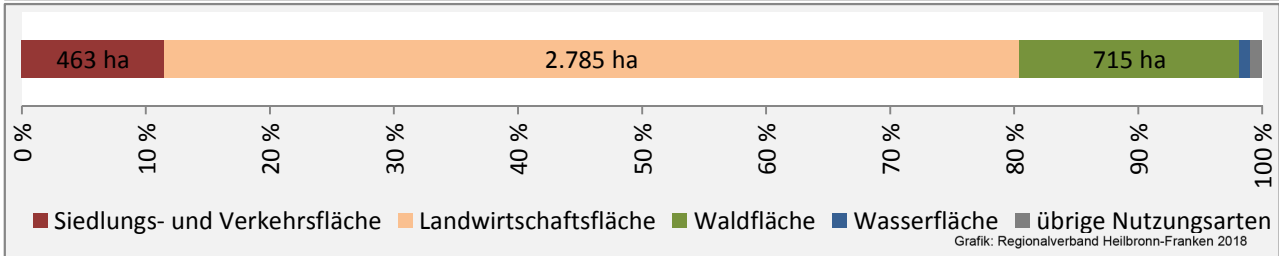 463 ha 2.785 ha 715 ha
0 % 10 % 20 % 30 % 40 % 50 % 60 % 70 % 80 % 90 % 100 %
Siedlungs- und Verkehrsfläche Landwirtschaftsfläche Waldfläche Wasserfläche übrige Nutzungsarten
Grafik: Regionalverband Heilbronn-Franken 2018